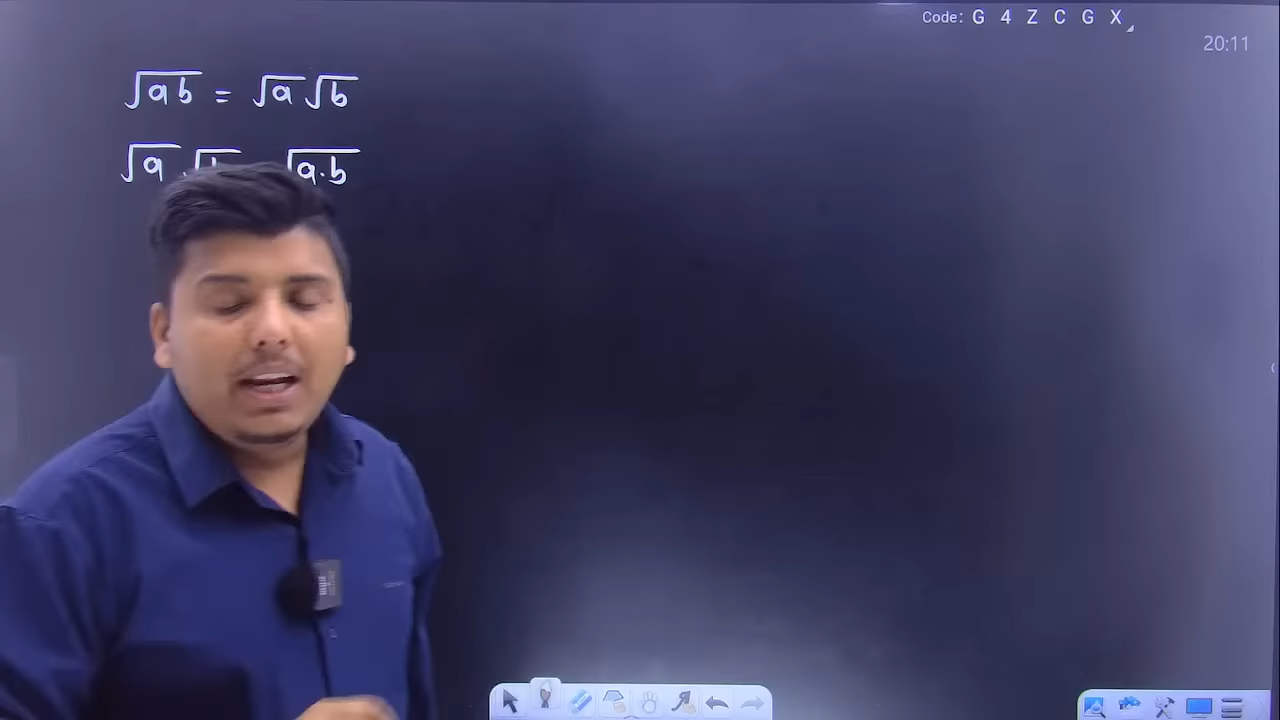 Code: G 4 Z C G X
20:11
√ab = √a √b
√a . √b = √a.b